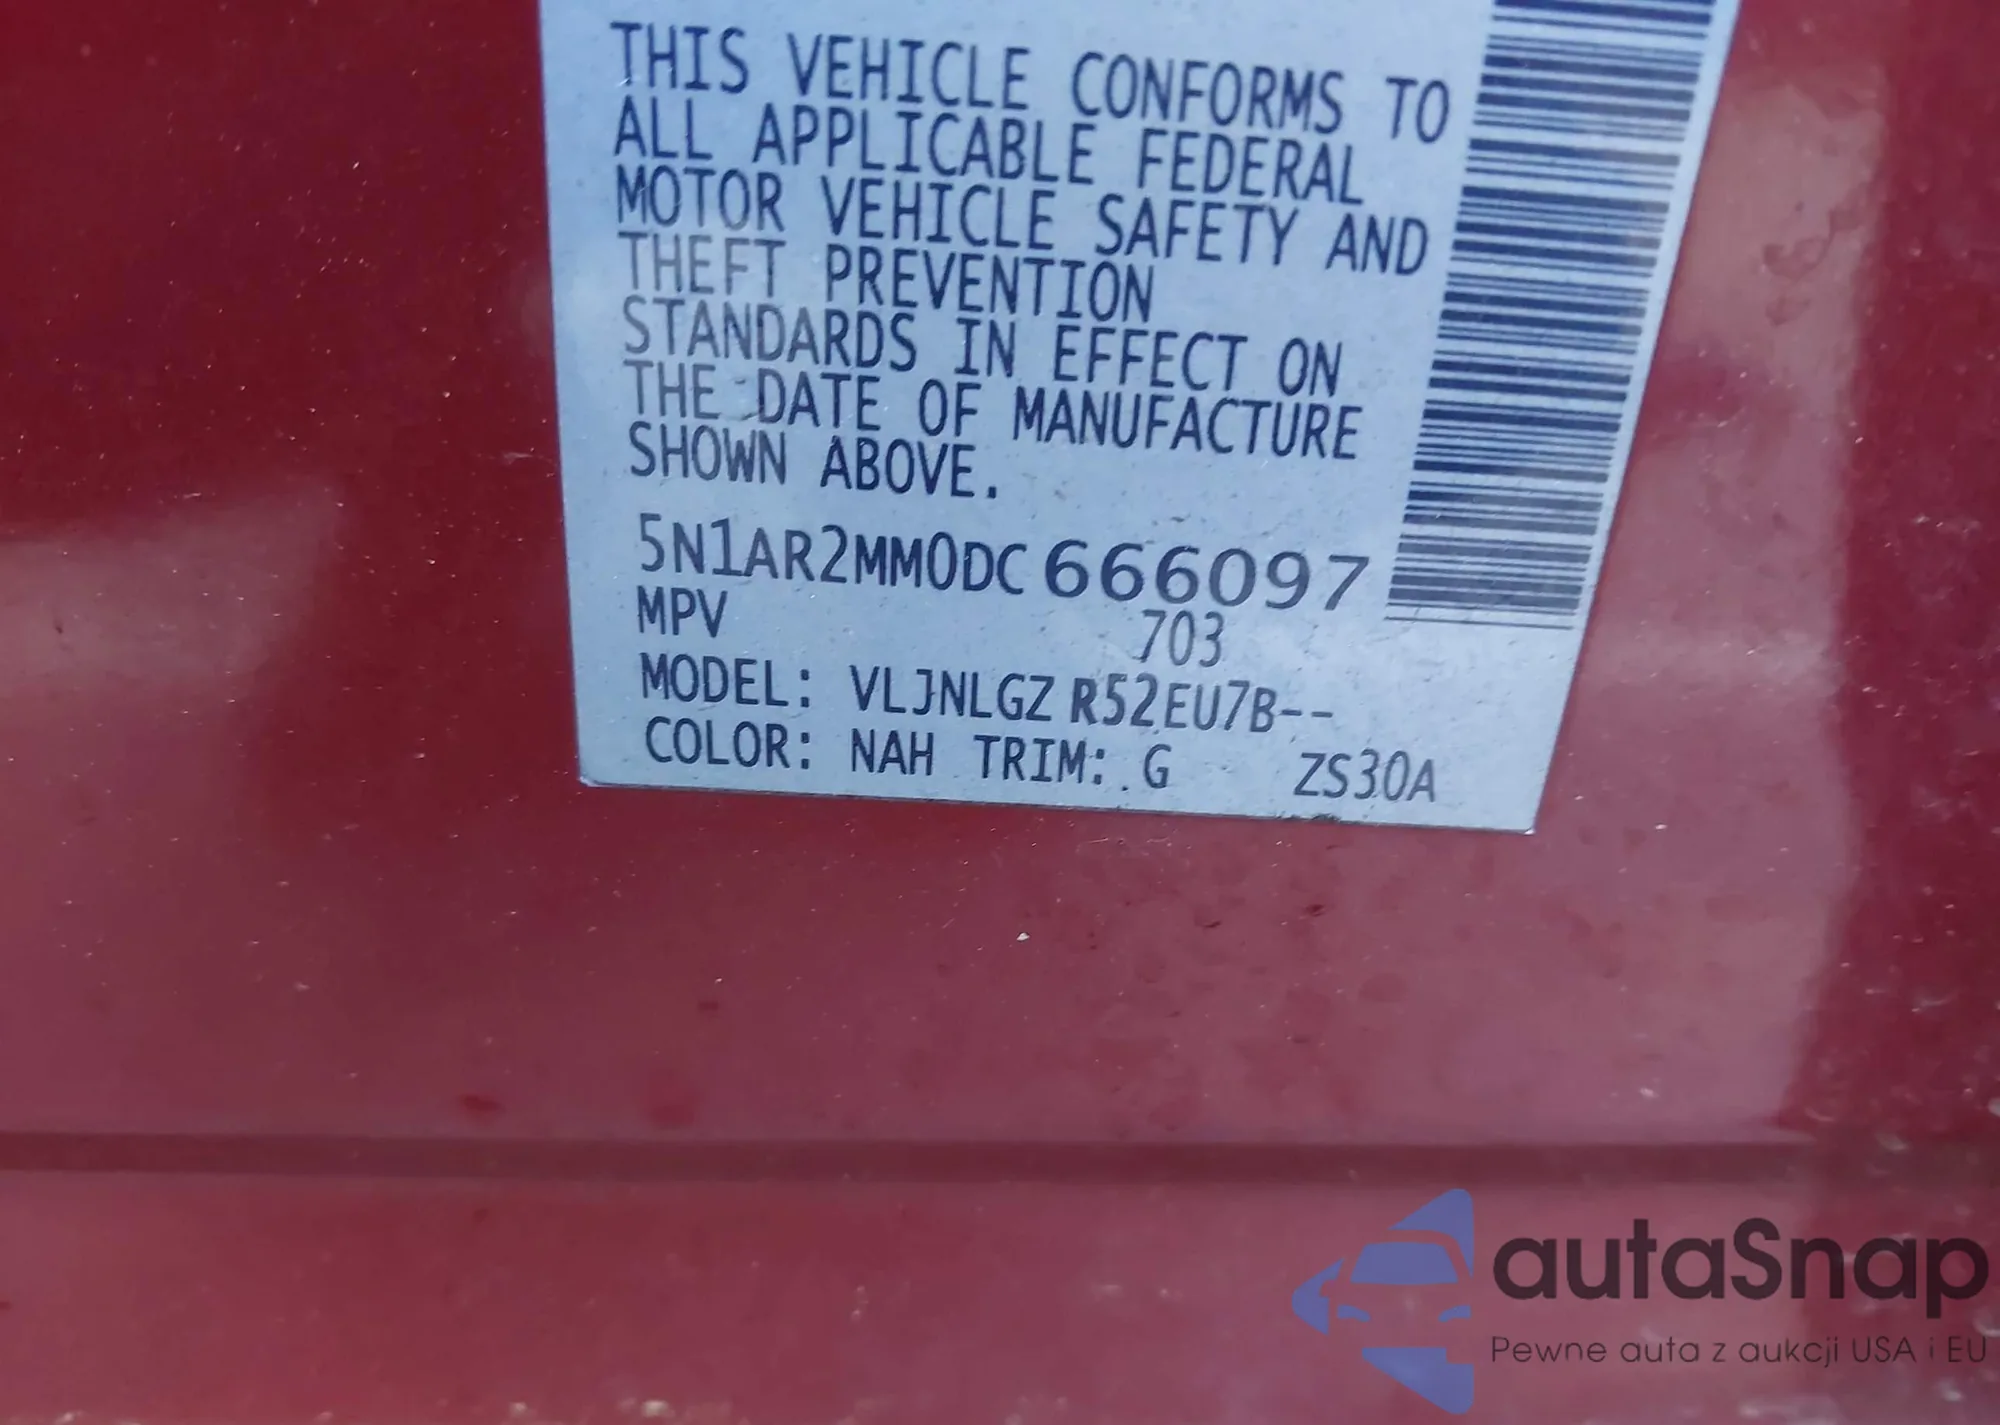 THIS VEHICLE CONFORMS TO
ALL APPLICABLE FEDERAL
MOTOR VEHICLE SAFETY AND
THEFT PREVENTION
STANDARDS IN EFFECT ON
THE DATE OF MANUFACTURE
SHOWN ABOVE.
5N1AR2MM0DC666097
MPV 703
MODEL: VLJNLGZ R52EU7B--
COLOR: NAH TRIM: G ZS30A
autaSnap
Pewne auta z aukcji USA i EU